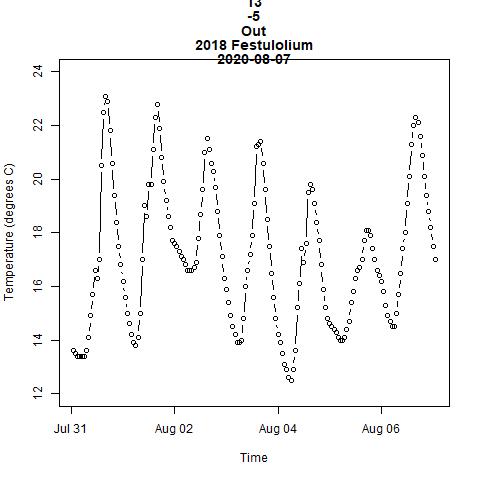 13
-5
Out
2018 Festulolium
2020-08-07
Temperature (degrees C)
24
22
20
18
16
14
12
Jul 31
Aug 02
Aug 04
Aug 06
Time